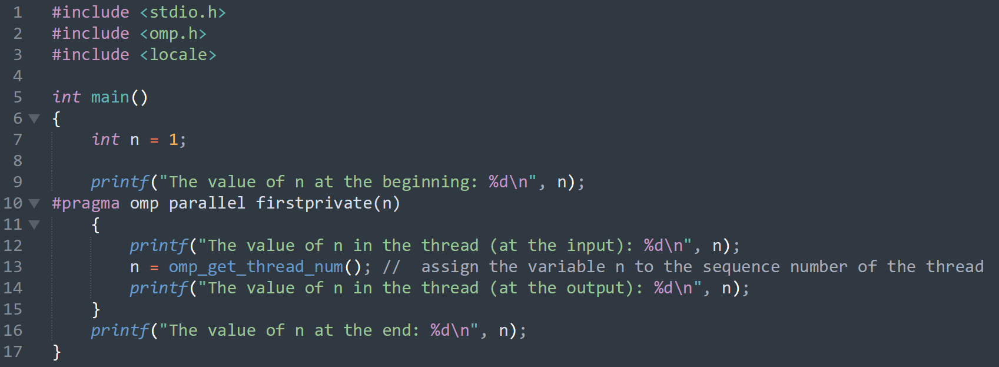 1 #include <stdio.h>
2 #include <omp.h>
3 #include <locale>
4
5 int main()
6 {
7     int n = 1;
8
9     printf("The value of n at the beginning: %d\n", n);
10 #pragma omp parallel firstprivate(n)
11     {
12         printf("The value of n in the thread (at the input): %d\n", n);
13         n = omp_get_thread_num(); //  assign the variable n to the sequence number of the thread
14         printf("The value of n in the thread (at the output): %d\n", n);
15     }
16     printf("The value of n at the end: %d\n", n);
17 }